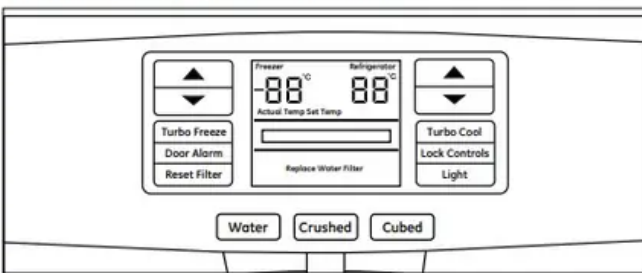 Freezer Refrigerator
-88°C 88°C
Actual Temp Set Temp
Turbo Freeze
Door Alarm
Reset Filter
Replace Water Filter
Turbo Cool
Lock Controls
Light
Water Crushed Cubed